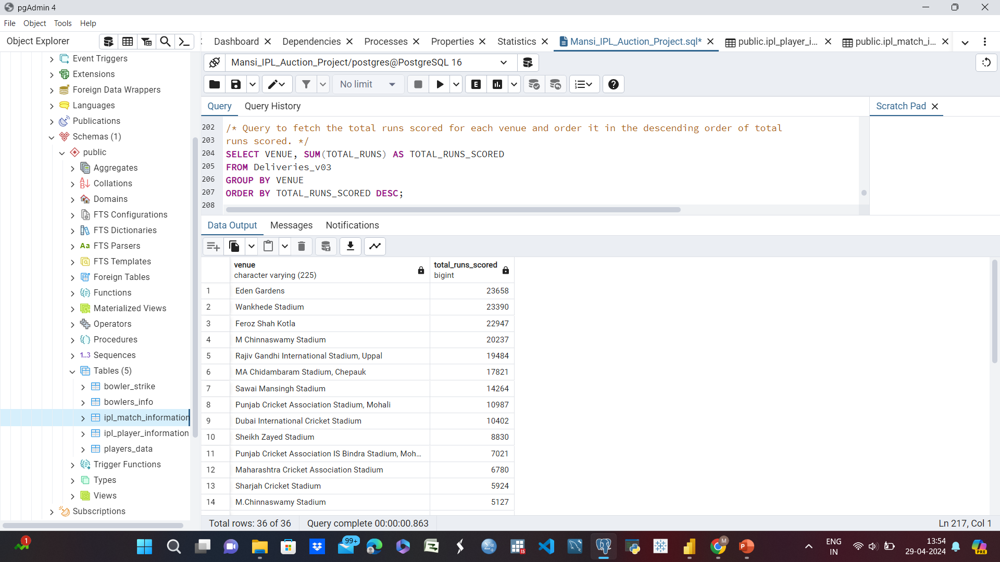 pgAdmin 4
File Object Tools Help
Object Explorer
Dashboard Dependencies Processes Properties Statistics Mansi_IPL_Auction_Project.sql* public.ipl_player_i... public.ipl_match_i...
Event Triggers
Extensions
Foreign Data Wrappers
Languages
Publications
Schemas (1)
public
Aggregates
Collations
Domains
FTS Configurations
FTS Dictionaries
Aa FTS Parsers
FTS Templates
Foreign Tables
Functions
Materialized Views
Operators
Procedures
1..3 Sequences
Tables (5)
bowler_strike
bowlers_info
ipl_match_information
ipl_player_information
players_data
Trigger Functions
Types
Views
Subscriptions
Mansi_IPL_Auction_Project/postgres@PostgreSQL 16
No limit
E
Query Query History
Scratch Pad
202 /* Query to fetch the total runs scored for each venue and order it in the descending order of total
203 runs scored. */
204 SELECT VENUE, SUM(TOTAL_RUNS) AS TOTAL_RUNS_SCORED
205 FROM Deliveries_v03
206 GROUP BY VENUE
207 ORDER BY TOTAL_RUNS_SCORED DESC;
208
Data Output Messages Notifications
venue total_runs_scored
character varying (225) bigint
1 Eden Gardens 23658
2 Wankhede Stadium 23390
3 Feroz Shah Kotla 22947
4 M Chinnaswamy Stadium 20237
5 Rajiv Gandhi International Stadium, Uppal 19484
6 MA Chidambaram Stadium, Chepauk 17821
7 Sawai Mansingh Stadium 14264
8 Punjab Cricket Association Stadium, Mohali 10987
9 Dubai International Cricket Stadium 10402
10 Sheikh Zayed Stadium 8830
11 Punjab Cricket Association IS Bindra Stadium, Moh... 7021
12 Maharashtra Cricket Association Stadium 6780
13 Sharjah Cricket Stadium 5924
14 M.Chinnaswamy Stadium 5127
Total rows: 36 of 36 Query complete 00:00:00.863 Ln 217, Col 1
1
99+
15
M
P
ENG
IN
13:54
29-04-2024
PRE